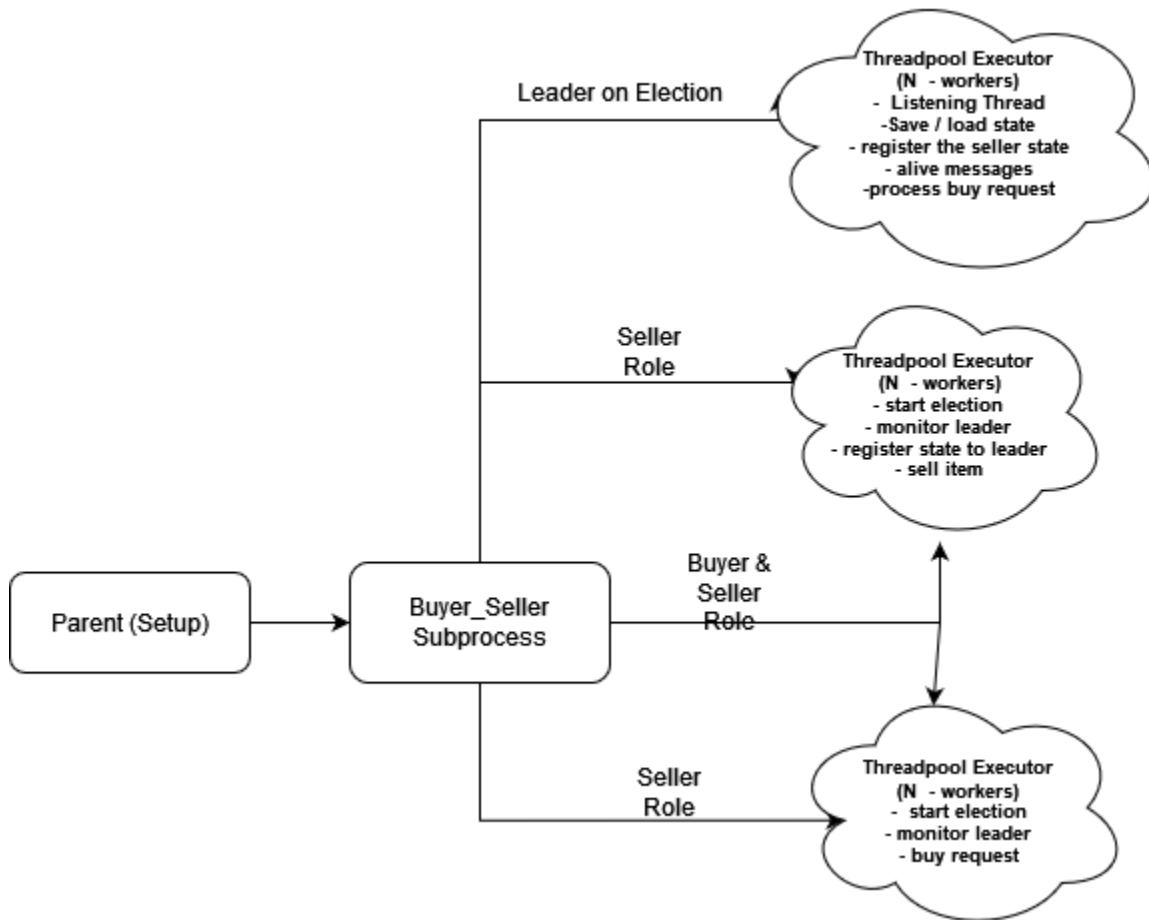 Leader on Election
Threadpool Executor
(N - workers)
- Listening Thread
-Save / load state
- register the seller state
- alive messages
-process buy request
Seller
Role
Threadpool Executor
(N - workers)
- start election
- monitor leader
- register state to leader
- sell item
Parent (Setup)
Buyer_Seller
Subprocess
Buyer &
Seller
Role
Seller
Role
Threadpool Executor
(N - workers)
- start election
- monitor leader
- buy request